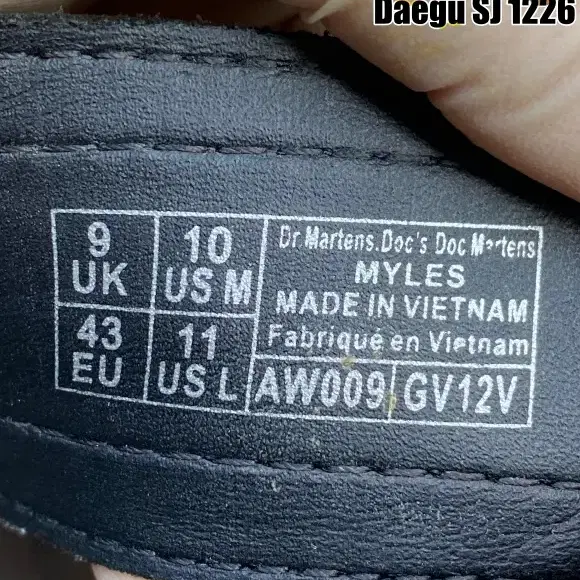 Daegu SJ 1226
9
UK
10
US M
43
EU
11
US L
Dr Martens.Doc's Doc Martens
MYLES
MADE IN VIETNAM
Fabriqué en Vietnam
AW009
GV12V